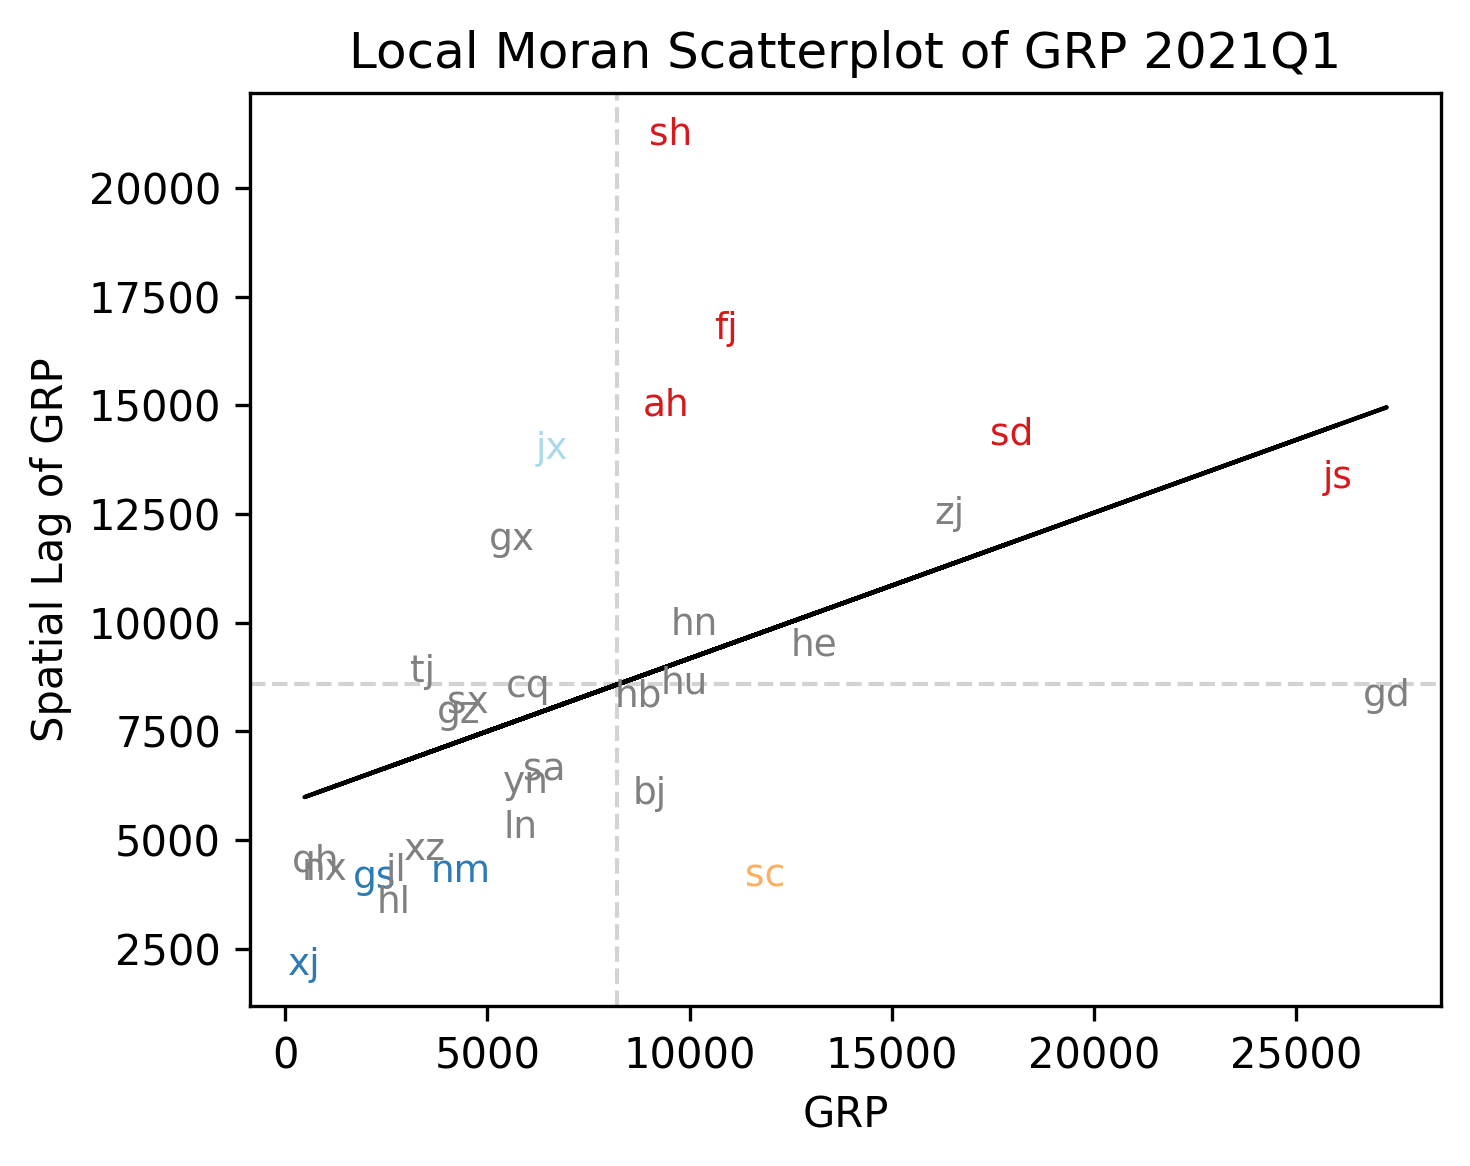 Local Moran Scatterplot of GRP 2021Q1
Spatial Lag of GRP
20000
17500
15000
12500
10000
7500
5000
2500
sh
fj
ah
sd
jx
js
zj
gx
hn
he
tj
cq
hu
hb
gd
sx
gz
sa
yn
bj
ln
xz
qh
nx
gs
jl
nm
sc
hl
xj
0 5000 10000 15000 20000 25000
GRP